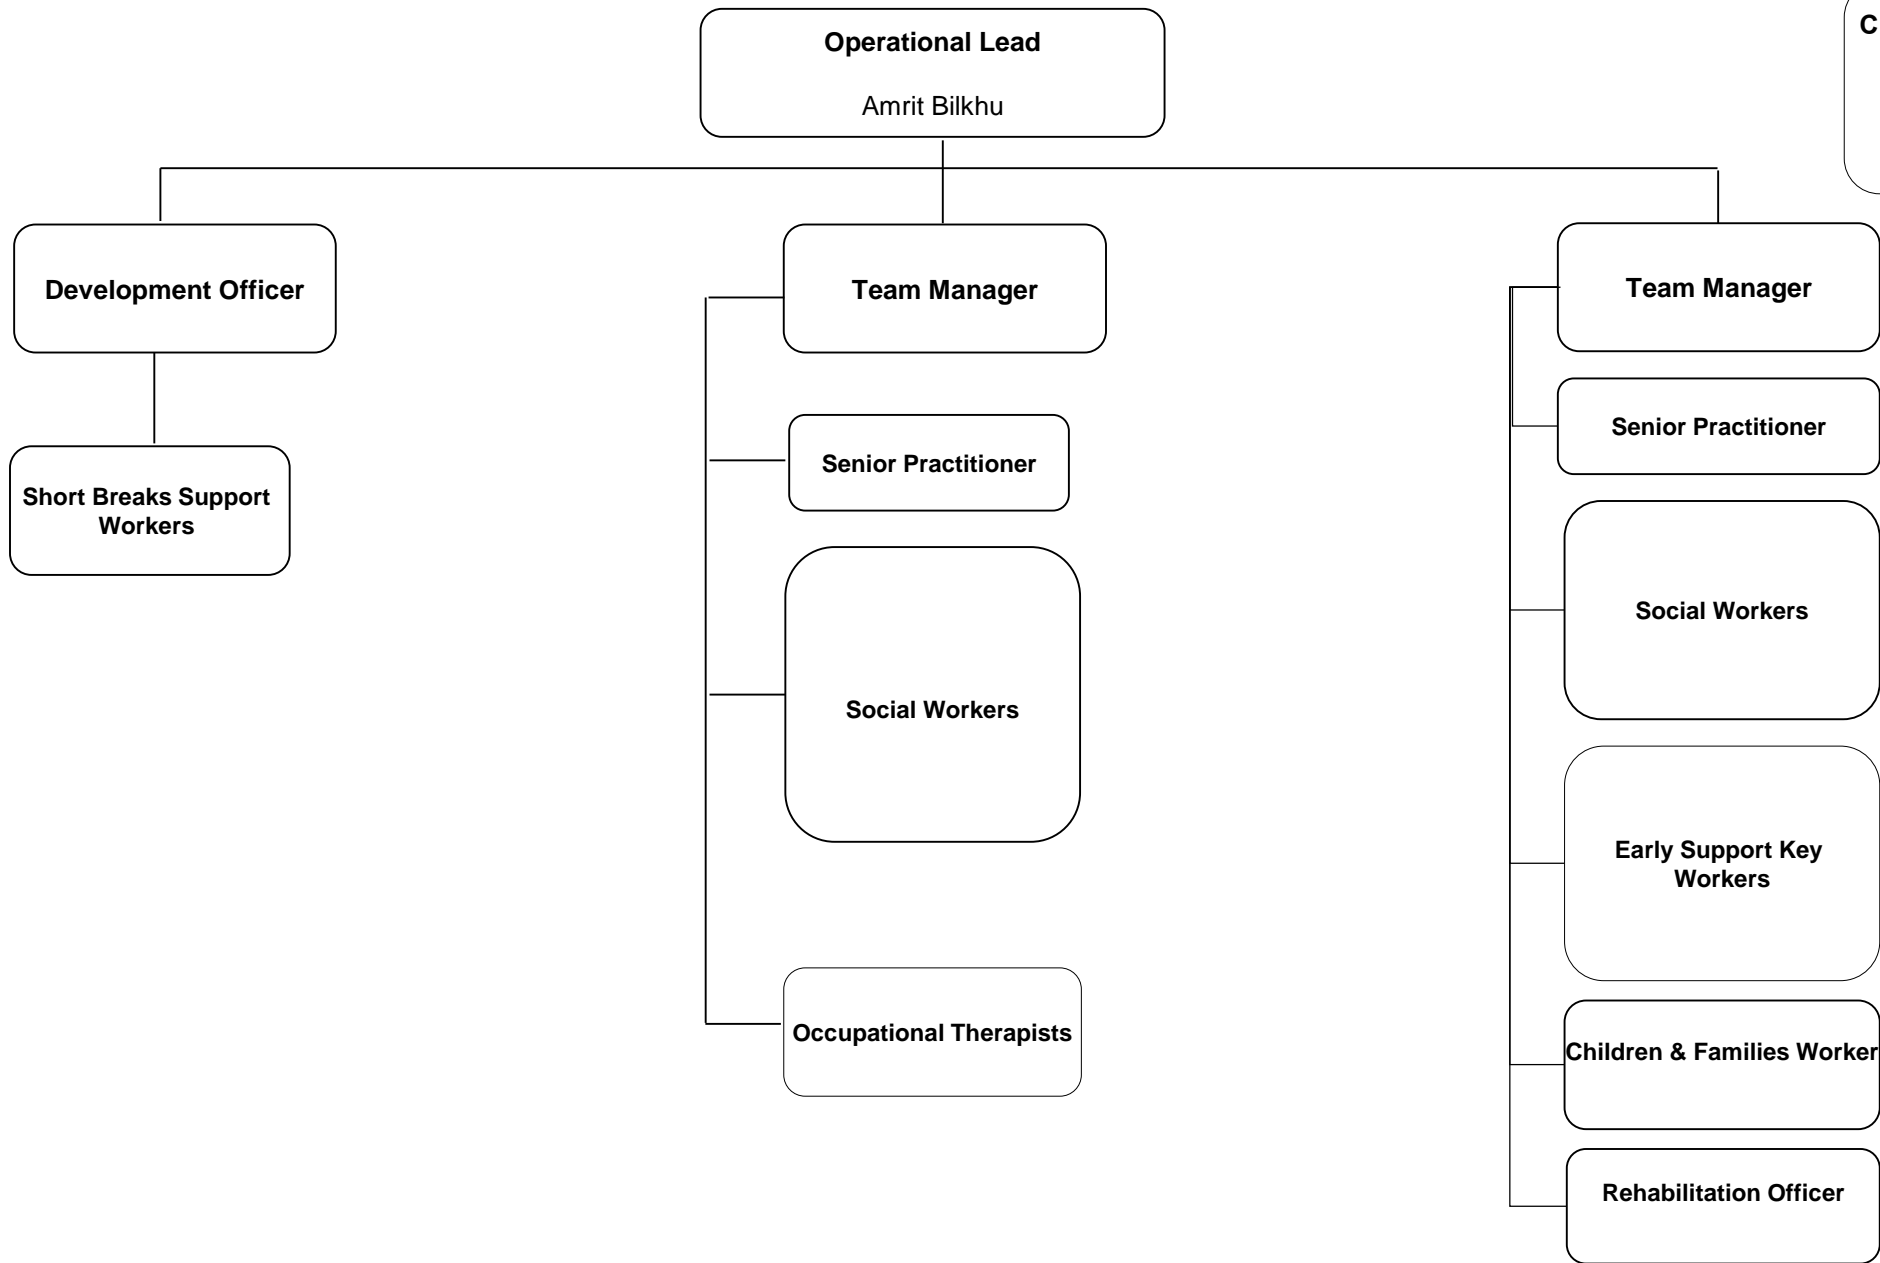 Operational Lead
Amrit Bilkhu
C
Development Officer
Team Manager
Team Manager
Short Breaks Support
Workers
Senior Practitioner
Social Workers
Occupational Therapists
Senior Practitioner
Social Workers
Early Support Key
Workers
Children & Families Worker
Rehabilitation Officer